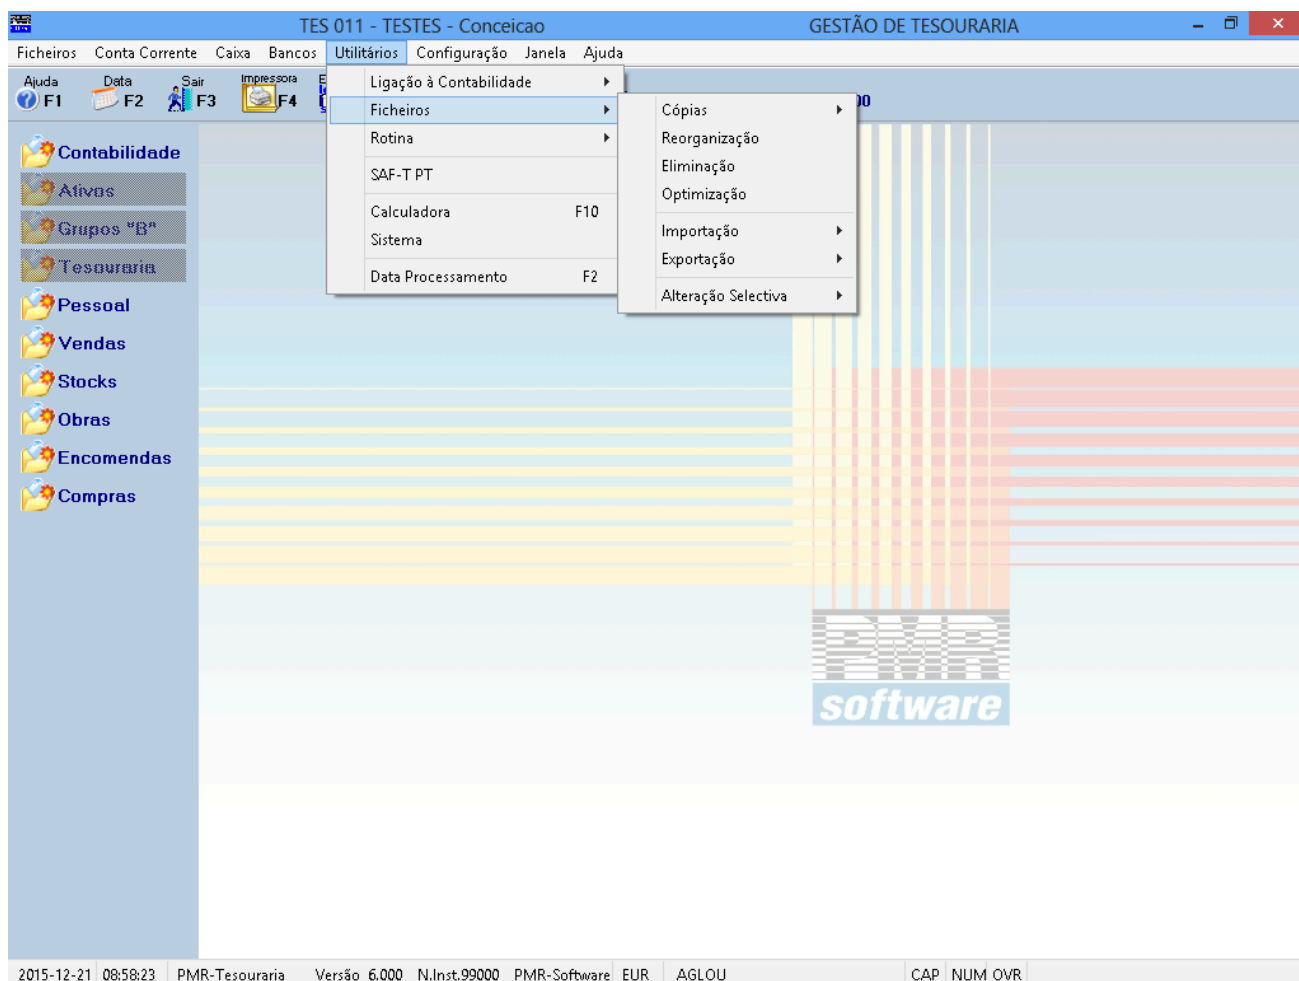 TES 011 - TESTES - Conceicao GESTÃO DE TESOURARIA
Ficheiros Conta Corrente Caixa Bancos Utilitários Configuração Janela Ajuda
Ajuda F1 Data F2 Sair F3 Impressora F4
Ligação à Contabilidade
Ficheiros
Rotina
SAF-T PT
Calculadora F10
Sistema
Data Processamento F2
Cópias
Reorganização
Eliminação
Optimização
Importação
Exportação
Alteração Selectiva
Contabilidade
Ativos
Grupos "B"
Tesouraria
Pessoal
Vendas
Stocks
Obras
Encomendas
Compras
PMR
software
2015-12-21 08:58:23 PMR-Tesouraria Versão 6.000 N.Inst.99000 PMR-Software EUR AGLOU CAP NUM OVR